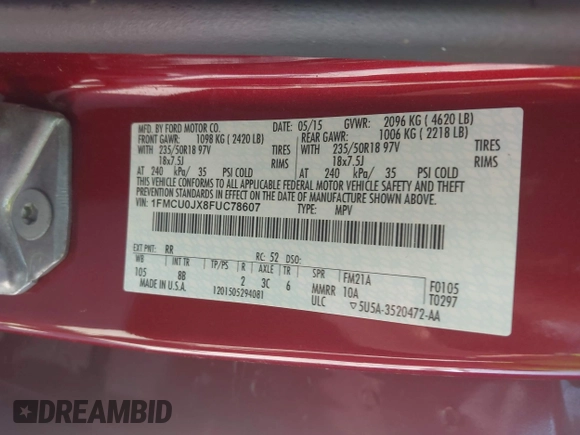 MFD. BY FORD MOTOR CO. DATE: 05/15 GVWR: 2096 KG ( 4620 LB)
FRONT GAWR: 1098 KG ( 2420 LB) REAR GAWR: 1006 KG ( 2218 LB)
WITH 235/50R18 97V TIRES WITH 235/50R18 97V TIRES
18x7.5J RIMS 18x7.5J RIMS
AT 240 kPa/ 35 PSI COLD AT 240 kPa/ 35 PSI COLD
THIS VEHICLE CONFORMS TO ALL APPLICABLE FEDERAL MOTOR VEHICLE SAFETY AND THEFT
PREVENTION STANDARDS IN EFFECT ON THE DATE OF MANUFACTURE SHOWN ABOVE.
VIN: 1FMCU0JX8FUC78607 TYPE: MPV
EXT PNT: RR RC: 52 DSO:
WB INT TR TP/PS R AXLE TR SPR FM21A F0105
105 8B 2 3C 6 MMRR 10A T0297
MADE IN U.S.A. 1201505294081 ULC ▽5U5A-3520472-AA
DREAMBID